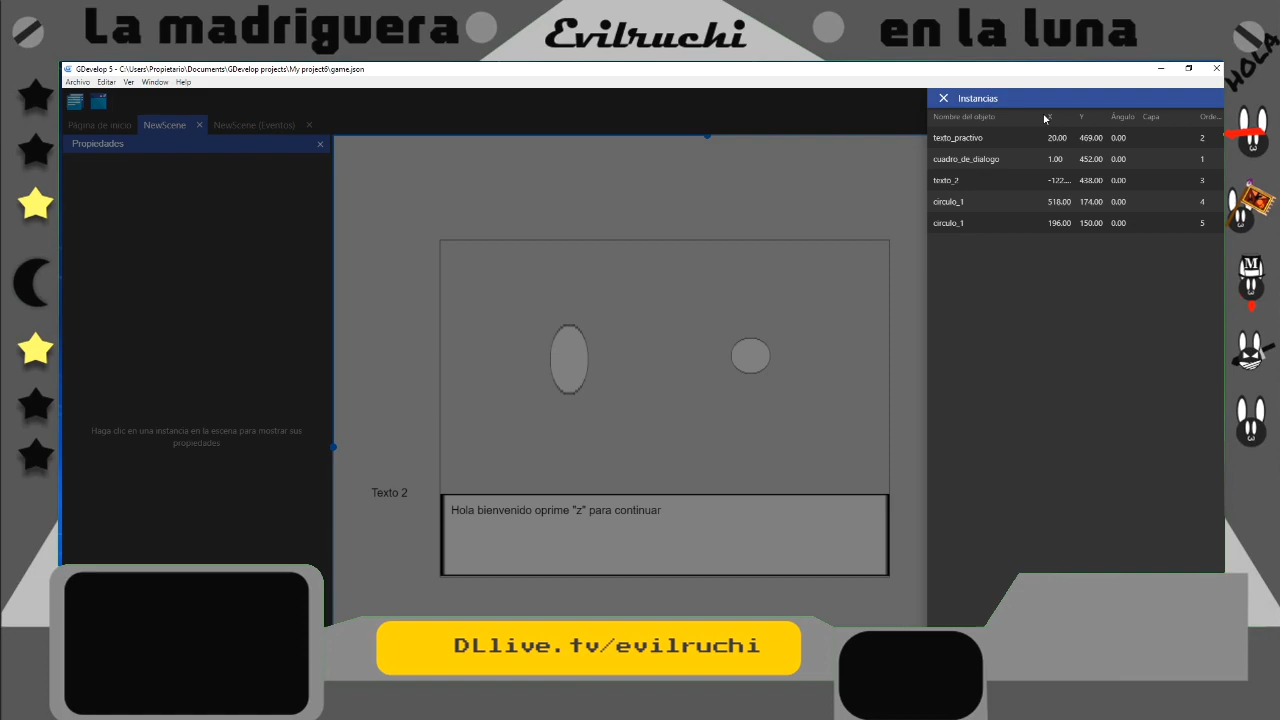 La madriguera
Evilruchi
en la luna
HOLA
GDevelop 5 - C:\Users\Propietario\Documents\GDevelop projects\My project6\game.json
Archivo Editar Ver Window Help
Página de inicio NewScene NewScene (Eventos)
Propiedades
Haga clic en una instancia en la escena para mostrar sus
propiedades
Texto 2
Hola bienvenido oprime "z" para continuar
Instancias
Nombre del objeto X Y Ángulo Capa Orde...
texto_practivo 20.00 469.00 0.00 2
cuadro_de_dialogo 1.00 452.00 0.00 1
texto_2 -122.... 438.00 0.00 3
circulo_1 518.00 174.00 0.00 4
circulo_1 196.00 150.00 0.00 5
M
DLlive.tv/evilruchi